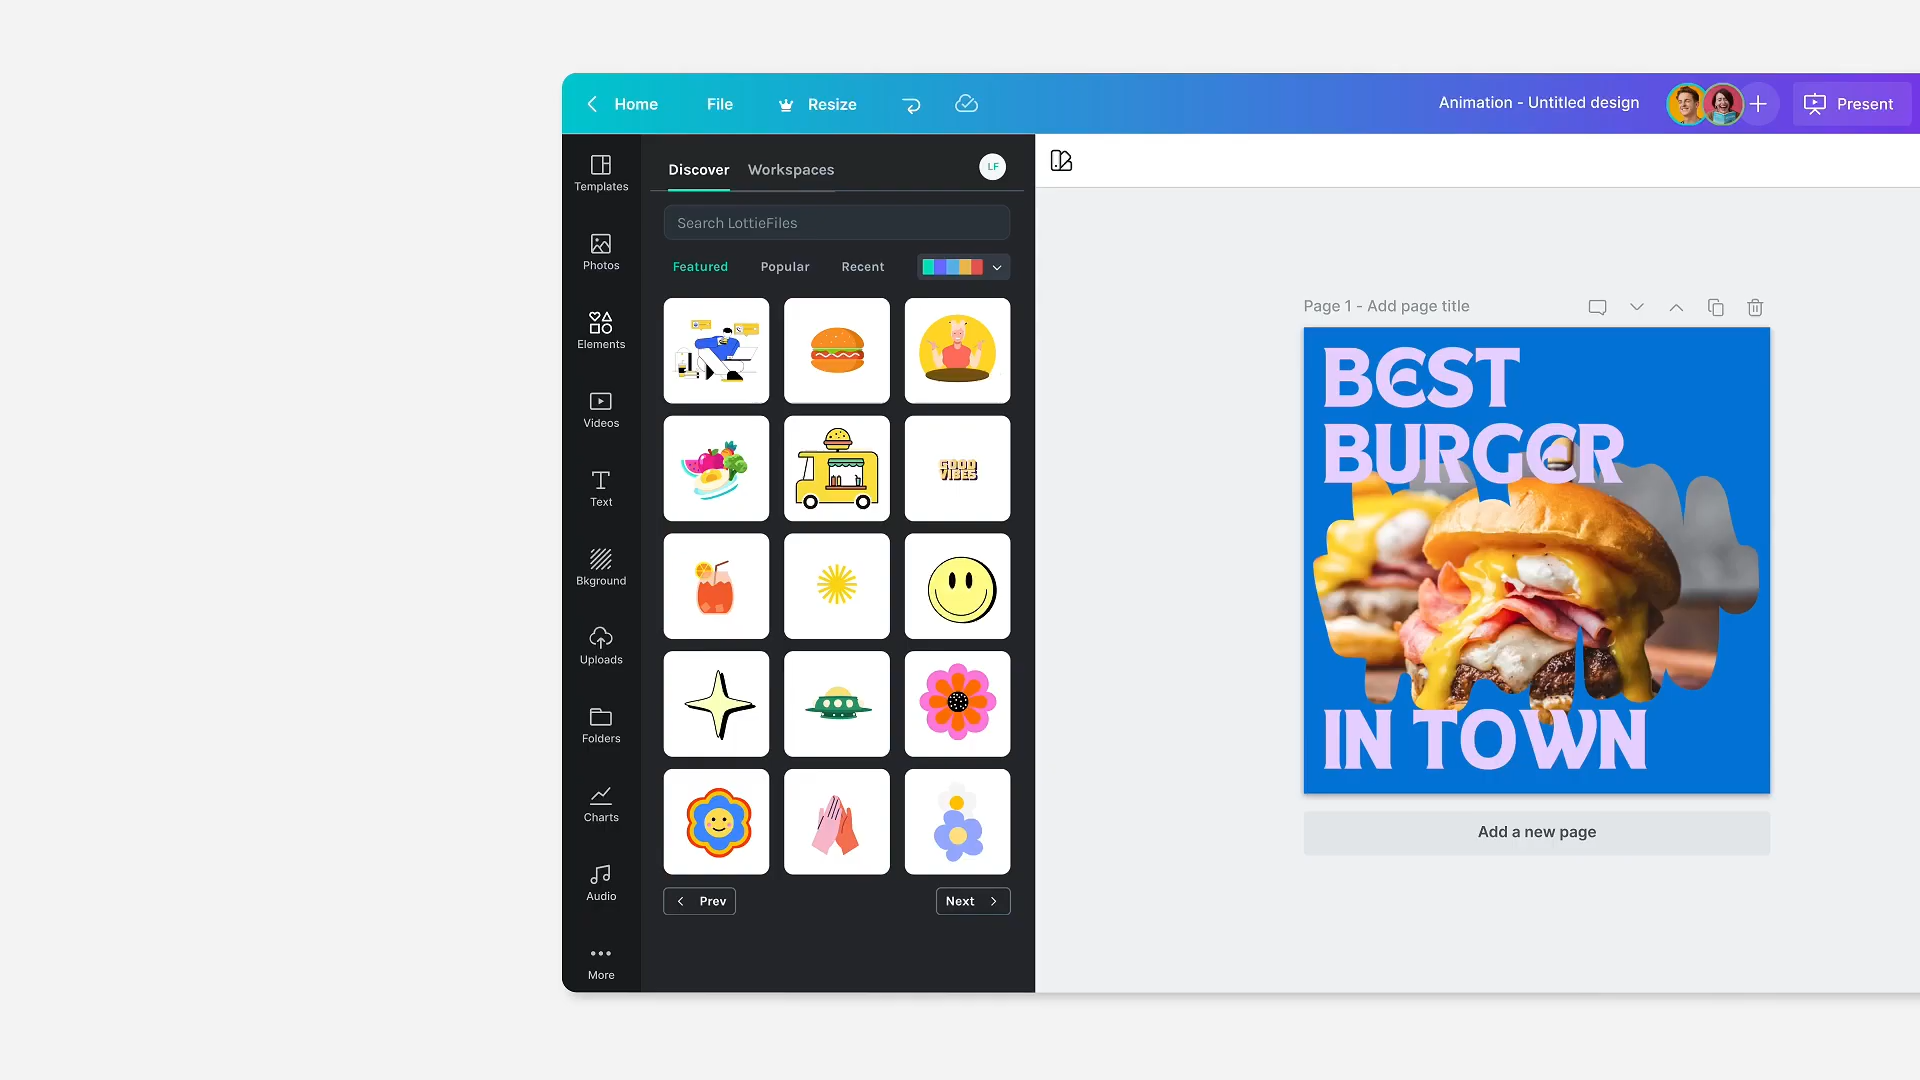 Home
File
Resize
Animation - Untitled design
Present
Templates
Photos
Elements
Videos
Text
Bkground
Uploads
Folders
Charts
Audio
More
Discover
Workspaces
LF
Search LottieFiles
Featured
Popular
Recent
GOOD
VIBES
Prev
Next
Page 1 - Add page title
BEST
BURGER
IN TOWN
Add a new page